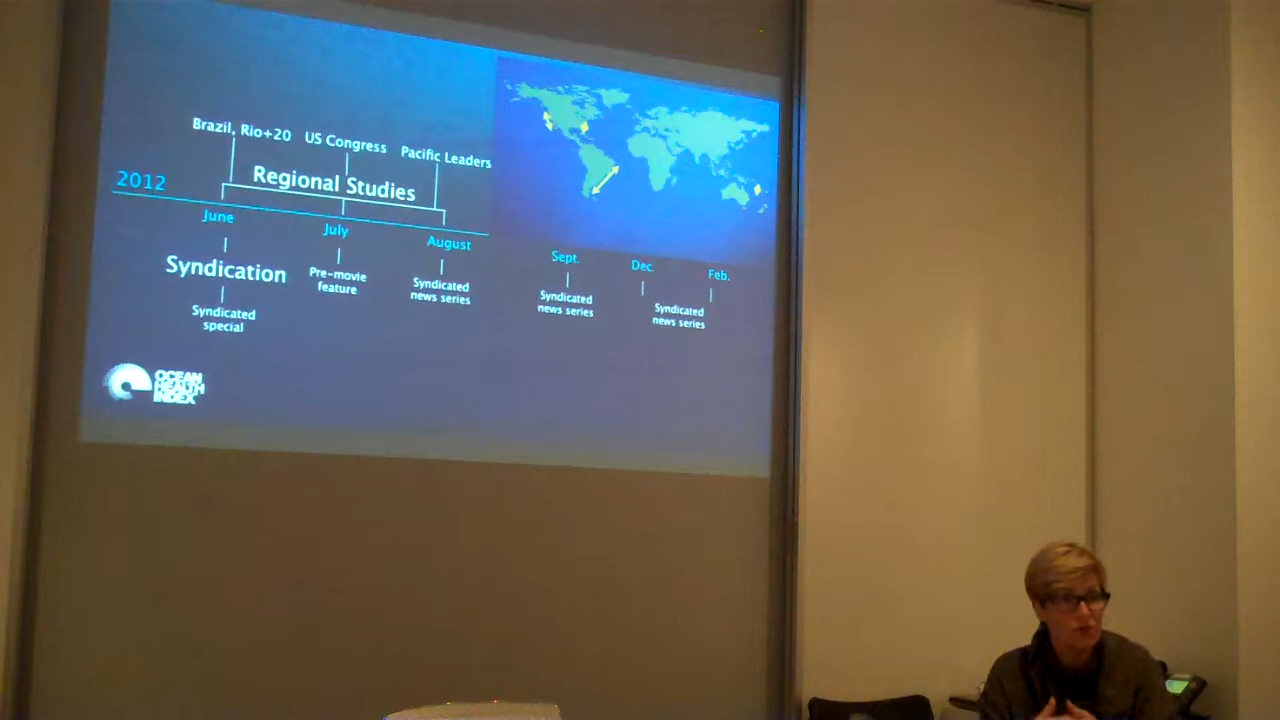 Brazil, Rio+20 US Congress Pacific Leaders
Regional Studies
2012
June July August
Sept. Dec. Feb.
Syndication
Pre-movie
feature
Syndicated
news series
Syndicated
news series
Syndicated
news series
Syndicated
special
OCEAN
HEALTH
INDEX